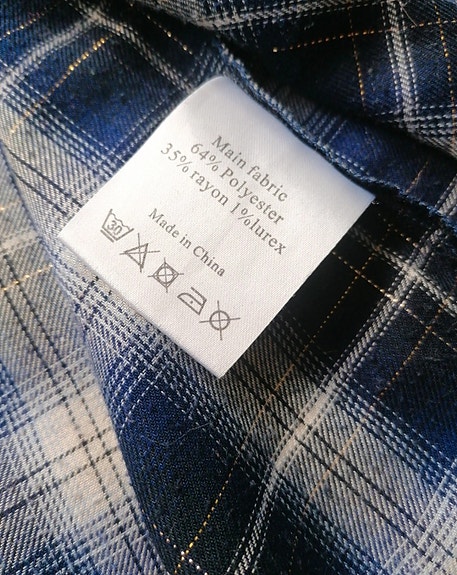 Main fabric
64% Polyester
35% rayon 1%lurex
Made in China
30